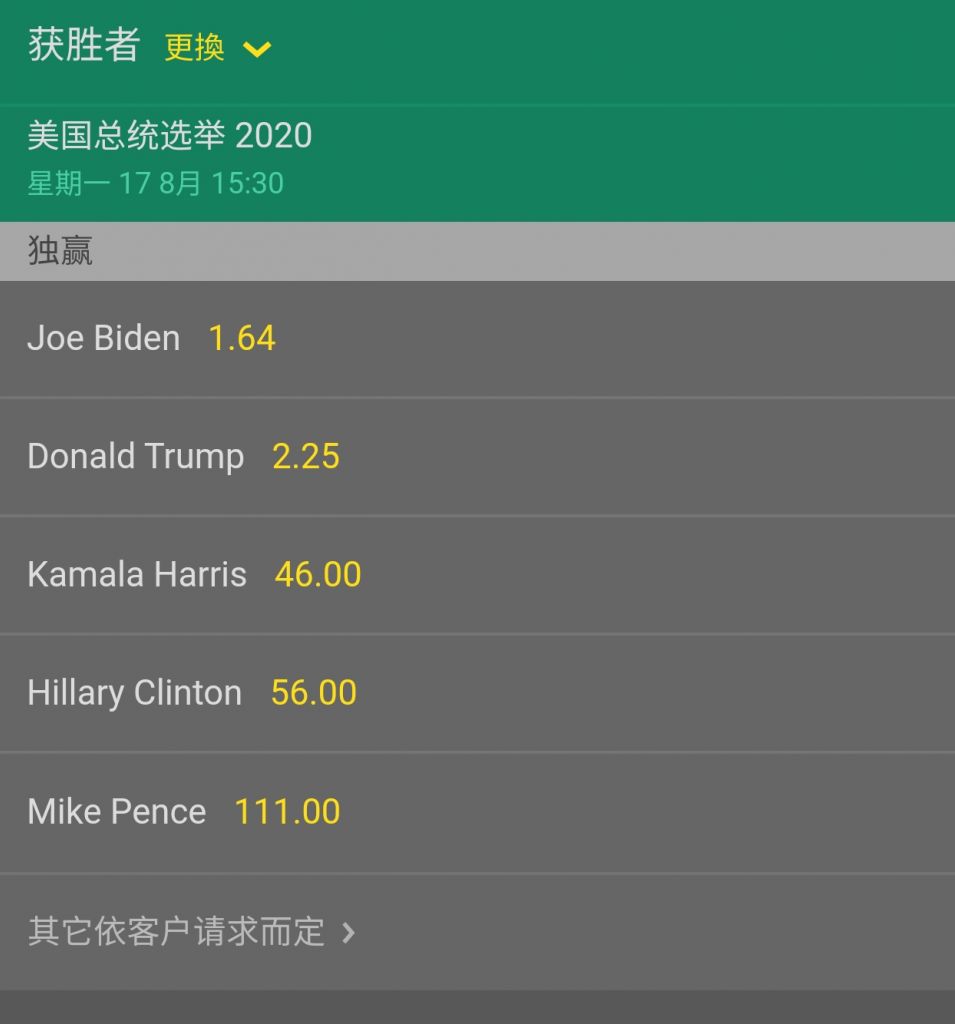 获胜者 更換
美国总统选举 2020
星期一 17 8月 15:30
独赢
Joe Biden 1.64
Donald Trump 2.25
Kamala Harris 46.00
Hillary Clinton 56.00
Mike Pence 111.00
其它依客户请求而定